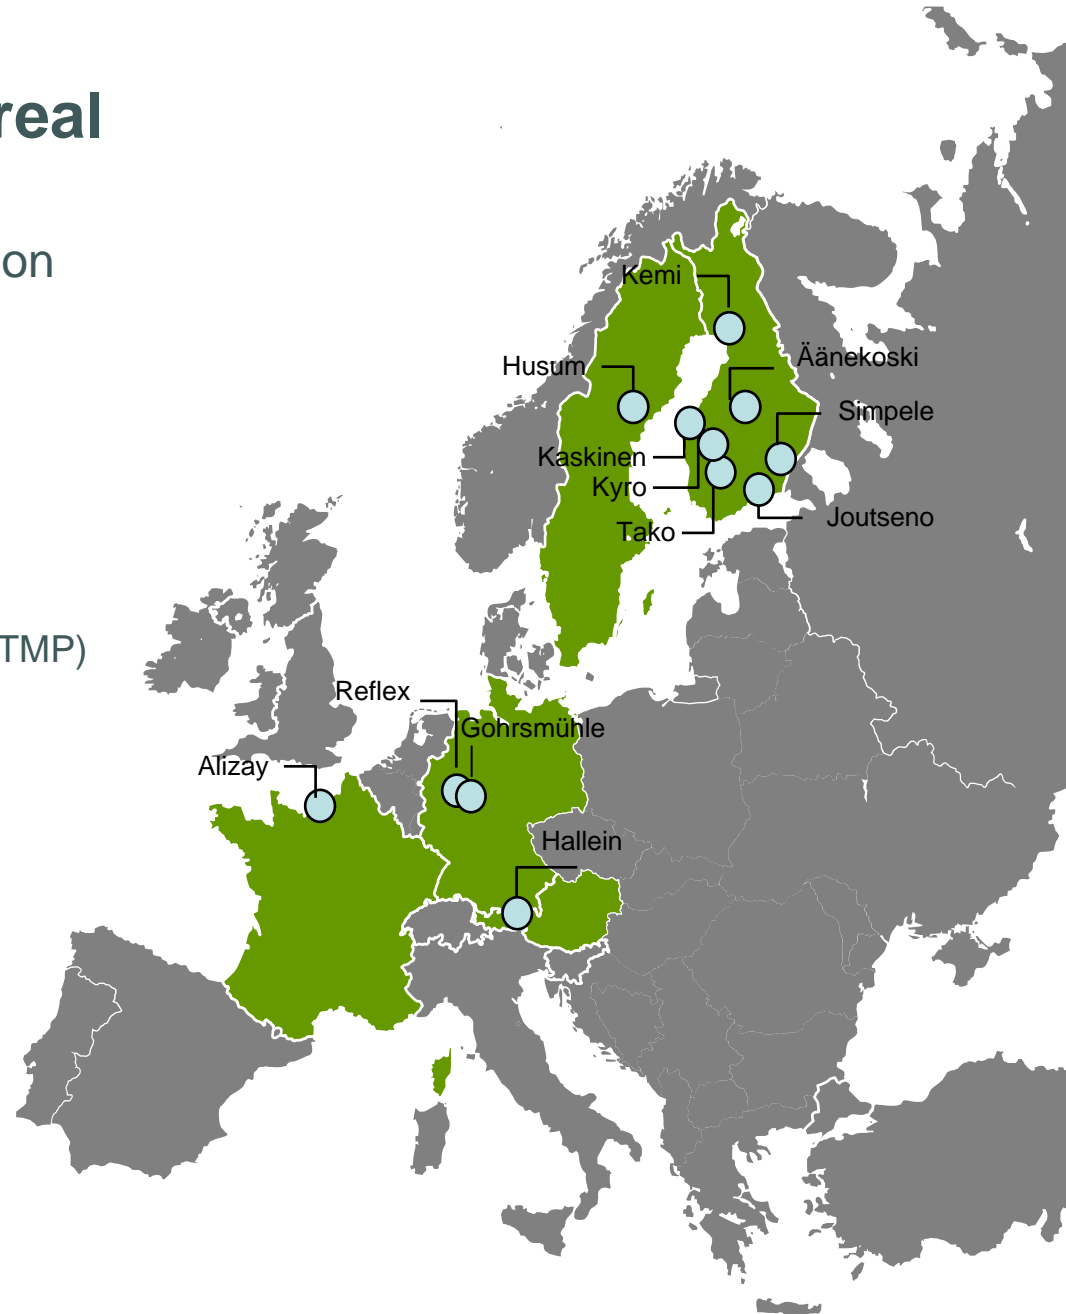 real
on
Kemi
Äänekoski
Husum
Simpele
Kaskinen
Kyro
Joutseno
Tako
TMP)
Reflex
Gohrsmühle
Alizay
Hallein